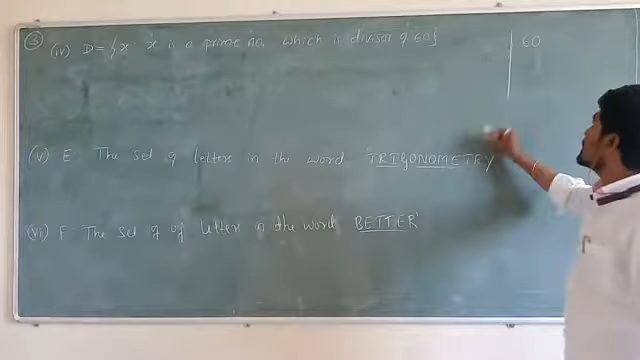 ③ (iv) D = { x  x is a prime no. which is divisor of 60}
60
(v) E  The set of letters in the word TRIGONOMETRY
(vi) F  The set of of letters in the word BETTER